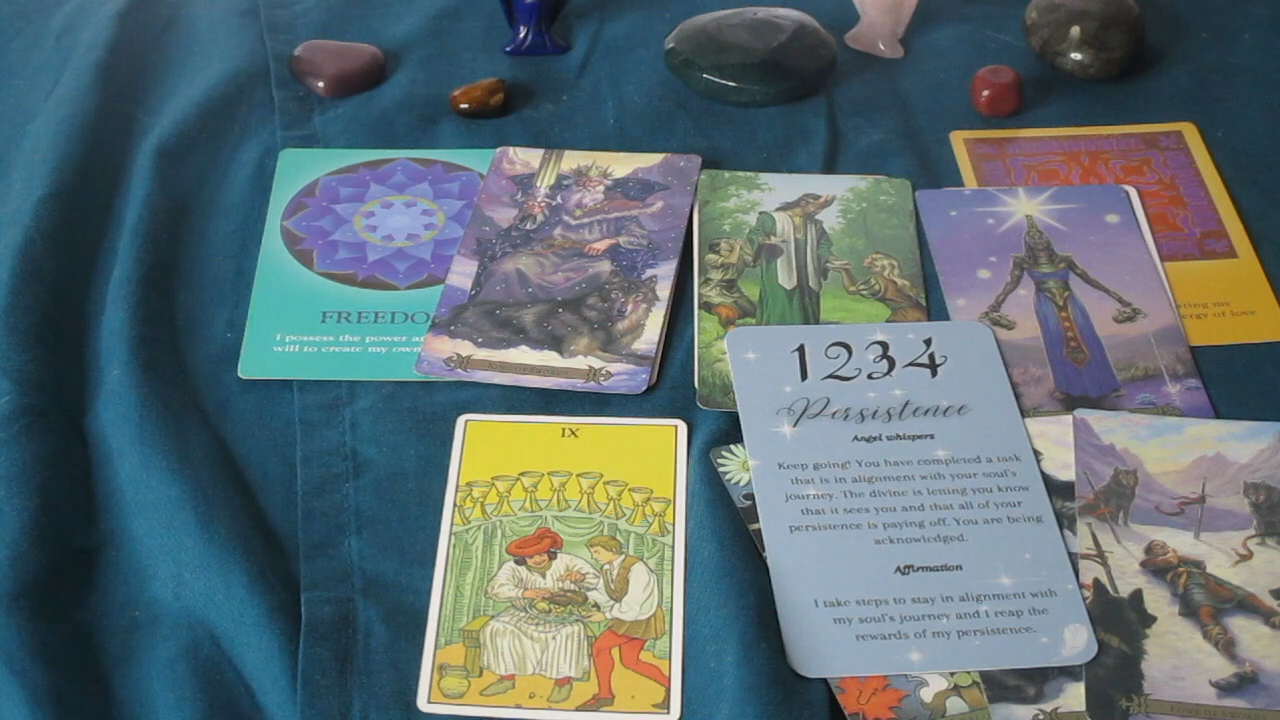 FREEDO
I possess the power a
will to create my own
sting my
ergy of love
1234
Persistence
Angel whispers
Keep going! You have completed a task
that is in alignment with your soul's
journey. The divine is letting you know
that it sees you and that all of your
persistence is paying off. You are being
acknowledged.
Affirmation
I take steps to stay in alignment with
my soul's journey and I reap the
rewards of my persistence.
IX